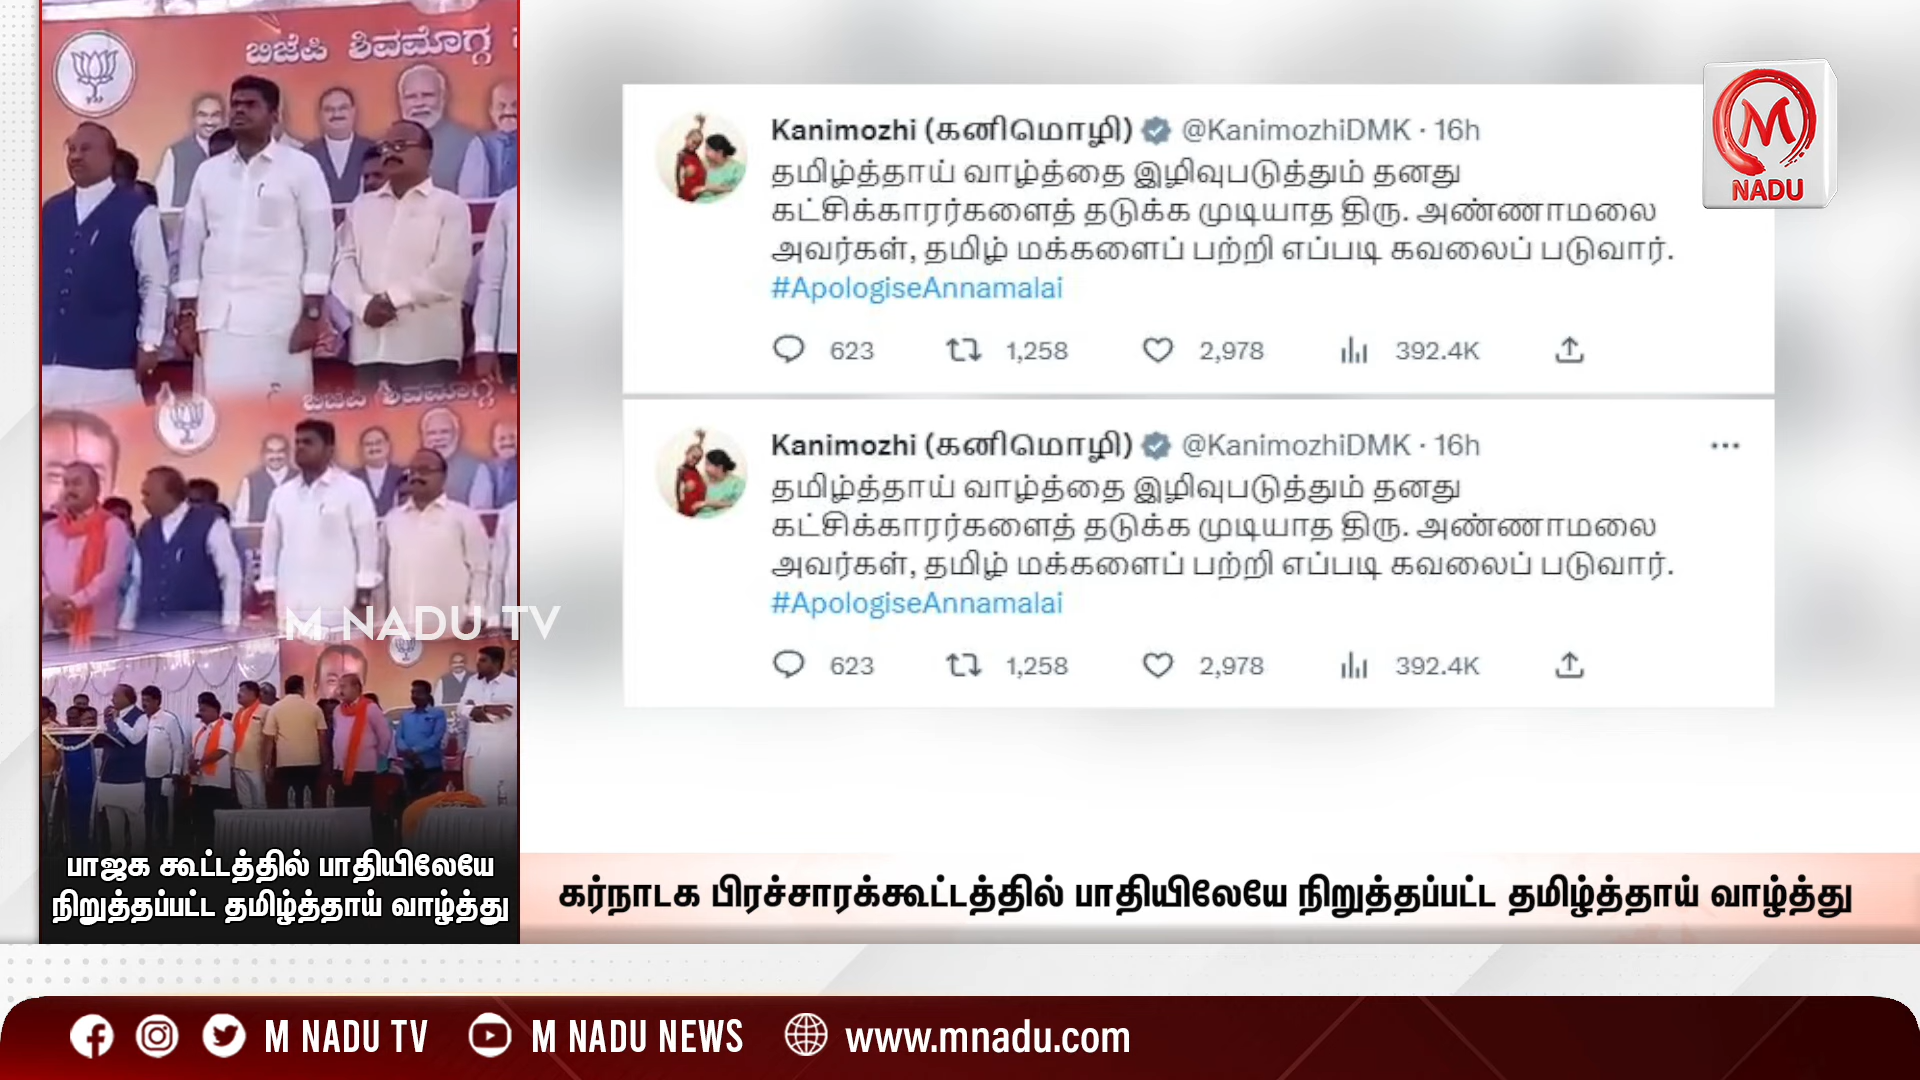 ಬಿಜೆಪಿ ಶಿವಮೊಗ್ಗ
M
NADU
Kanimozhi (கனிமொழி) @KanimozhiDMK · 16h
தமிழ்த்தாய் வாழ்த்தை இழிவுபடுத்தும் தனது
கட்சிக்காரர்களைத் தடுக்க முடியாத திரு. அண்ணாமலை
அவர்கள், தமிழ் மக்களைப் பற்றி எப்படி கவலைப் படுவார்.
#ApologiseAnnamalai
623 1,258 2,978 392.4K
ಬಿಜೆಪಿ ಶಿವಮೊಗ್ಗ
Kanimozhi (கனிமொழி) @KanimozhiDMK · 16h
தமிழ்த்தாய் வாழ்த்தை இழிவுபடுத்தும் தனது
கட்சிக்காரர்களைத் தடுக்க முடியாத திரு. அண்ணாமலை
அவர்கள், தமிழ் மக்களைப் பற்றி எப்படி கவலைப் படுவார்.
#ApologiseAnnamalai
623 1,258 2,978 392.4K
M NADU TV
பாஜக கூட்டத்தில் பாதியிலேயே
நிறுத்தப்பட்ட தமிழ்த்தாய் வாழ்த்து
கர்நாடக பிரச்சாரக்கூட்டத்தில் பாதியிலேயே நிறுத்தப்பட்ட தமிழ்த்தாய் வாழ்த்து
M NADU TV M NADU NEWS www.mnadu.com